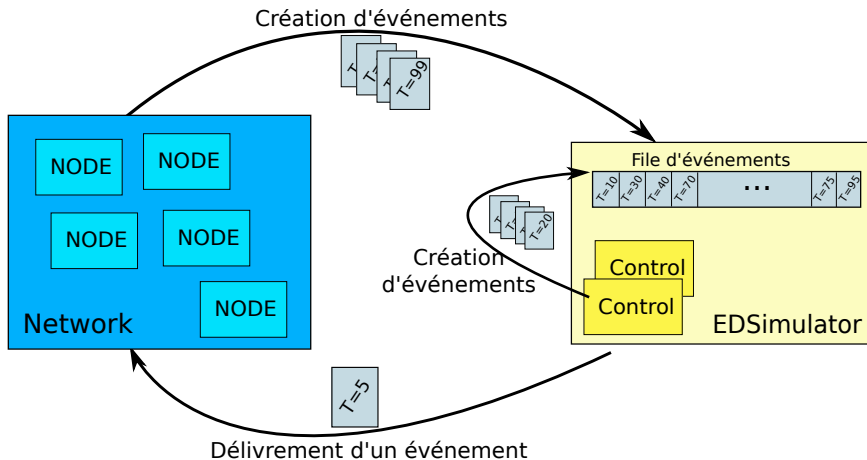 Création d'événements
T=99
NODE
NODE
NODE
NODE
NODE
Network
File d'événements
T=10 T=30 T=40 T=70 ... T=75 T=95
T=20
Création
d'événements
Control
Control
EDSimulator
T=5
Délivrement d'un événement